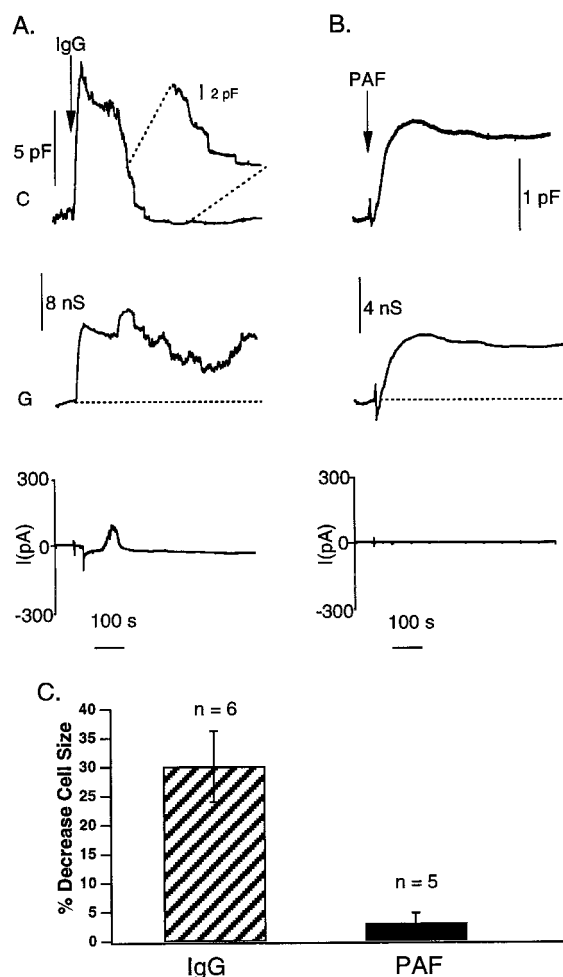 A.
IgG
2 pF
5 pF
C
8 nS
G
300
0
-300
I(pA)
100 s
B.
PAF
1 pF
4 nS
300
0
-300
I(pA)
100 s
C.
% Decrease Cell Size
40
35
30
25
20
15
10
5
0
n = 6
n = 5
IgG
PAF